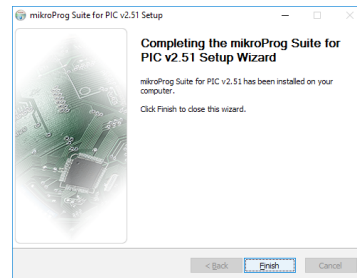 mikroProg Suite for PIC v2.51 Setup
Completing the mikroProg Suite for
PIC v2.51 Setup Wizard
mikroProg Suite for PIC v2.51 has been installed on your
computer.
Click Finish to close this wizard.
< Back
Finish
Cancel